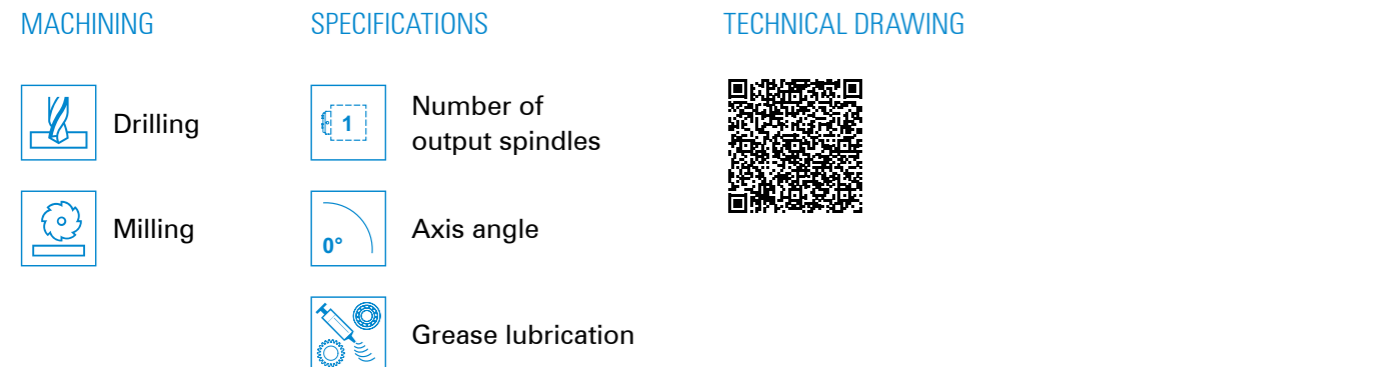 MACHINING
Drilling
Milling
SPECIFICATIONS
1
Number of
output spindles
0°
Axis angle
Grease lubrication
TECHNICAL DRAWING